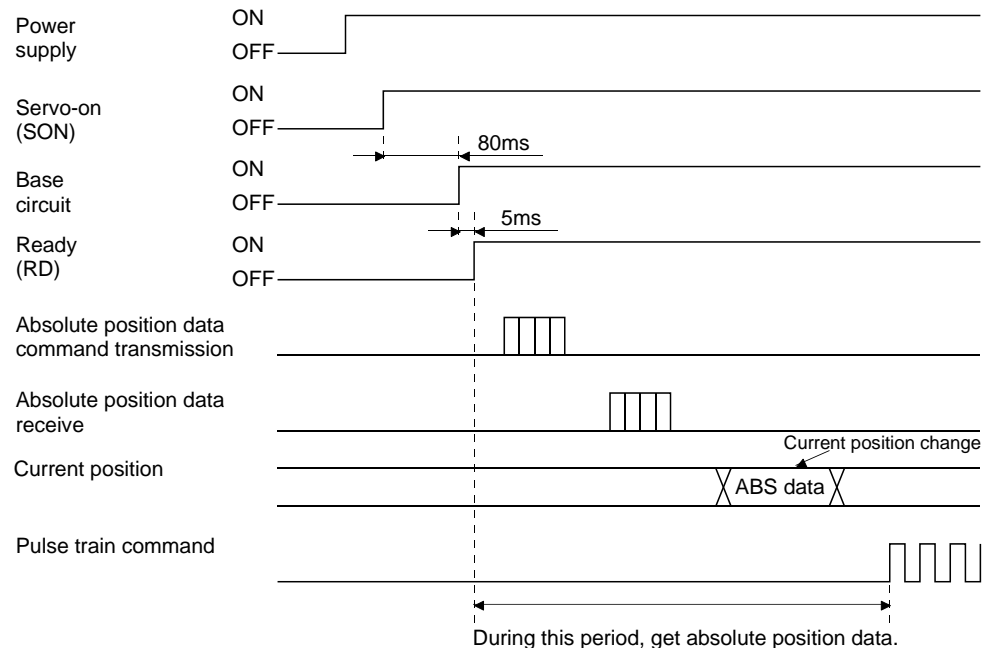 Power
supply
ON
OFF
Servo-on
(SON)
ON
OFF
80ms
Base
circuit
ON
OFF
5ms
Ready
(RD)
ON
OFF
Absolute position data
command transmission
Absolute position data
receive
Current position change
Current position
ABS data
Pulse train command
During this period, get absolute position data.